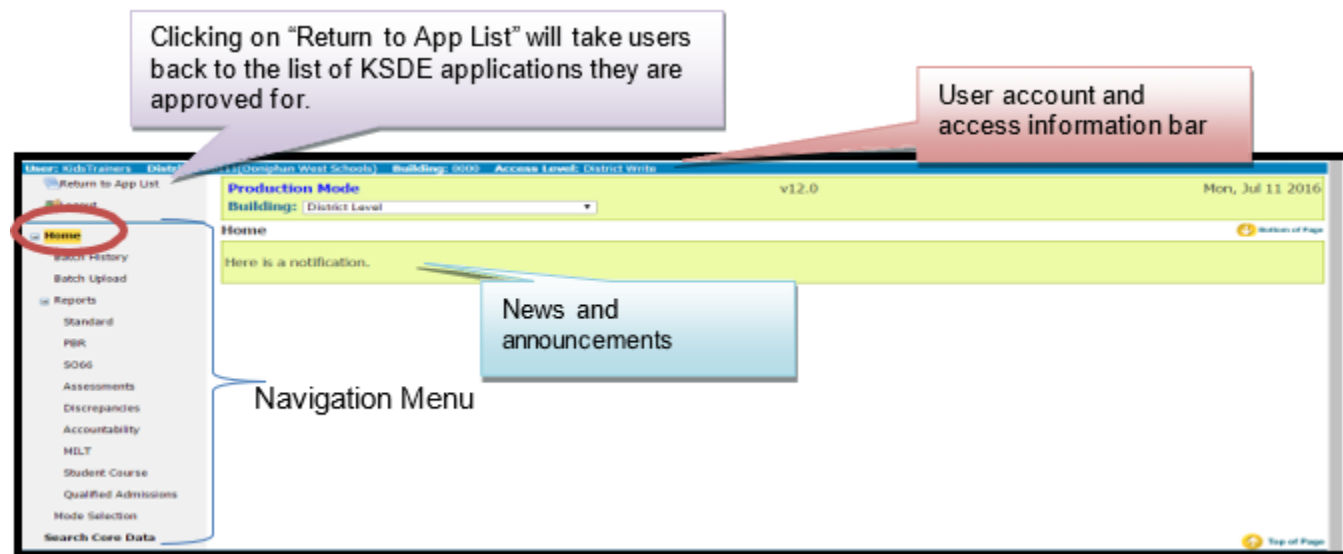 Clicking on “Return to App List” will take users
back to the list of KSDE applications they are
approved for.
User account and
access information bar
User: KidsTrainers
(Doniphan West Schools) Building: 0000 Access Level: District Write
Return to App List
Production Mode v12.0 Mon, Jul 11 2016
Building: District Level
Home
Home
Bottom of Page
Batch History
Here is a notification.
Batch Upload
Reports
News and
announcements
Standard
PBR
SO66
Assessments
Navigation Menu
Discrepancies
Accountability
MILT
Student Course
Qualified Admissions
Mode Selection
Search Core Data
Top of Page